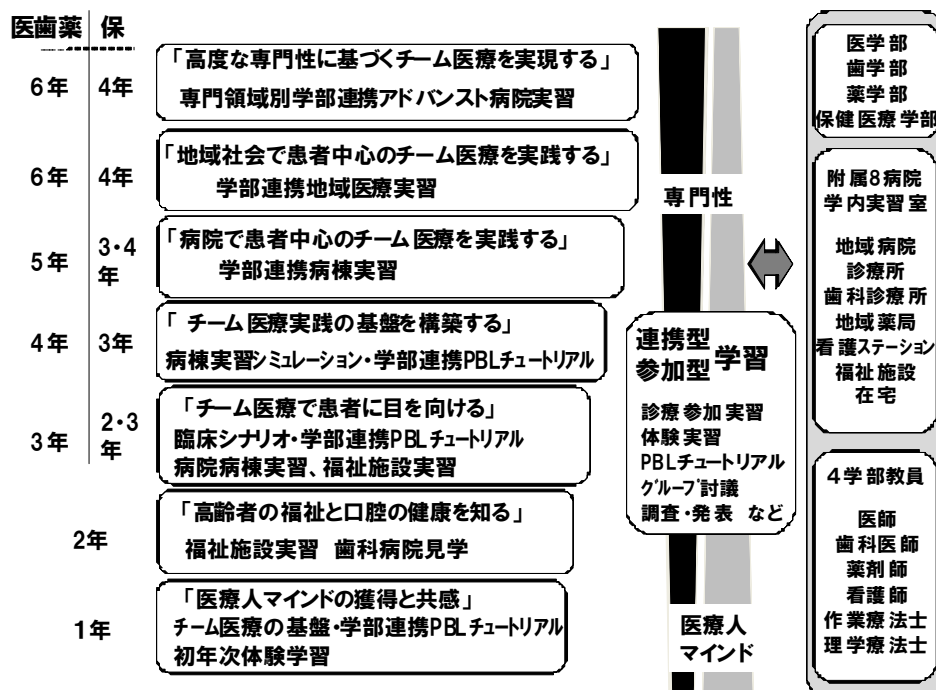 医歯薬 保
6年 4年
「高度な専門性に基づくチーム医療を実現する」
専門領域別学部連携アドバンスト病院実習
6年 4年
「地域社会で患者中心のチーム医療を実践する」
学部連携地域医療実習
5年 3・4年
「病院で患者中心のチーム医療を実践する」
学部連携病棟実習
4年 3年
「チーム医療実践の基盤を構築する」
病棟実習シミュレーション・学部連携PBLチュートリアル
3年 2・3年
「チーム医療で患者に目を向ける」
臨床シナリオ・学部連携PBLチュートリアル
病院病棟実習、福祉施設実習
2年
「高齢者の福祉と口腔の健康を知る」
福祉施設実習 歯科病院見学
1年
「医療人マインドの獲得と共感」
チーム医療の基盤・学部連携PBLチュートリアル
初年次体験学習
専門性
連携型
参加型 学習
診療参加実習
体験実習
PBLチュートリアル
グループ討議
調査・発表 など
医療人
マインド
医学部
歯学部
薬学部
保健医療学部
附属8病院
学内実習室
地域病院
診療所
歯科診療所
地域薬局
看護ステーション
福祉施設
在宅
4学部教員
医師
歯科医師
薬剤師
看護師
作業療法士
理学療法士